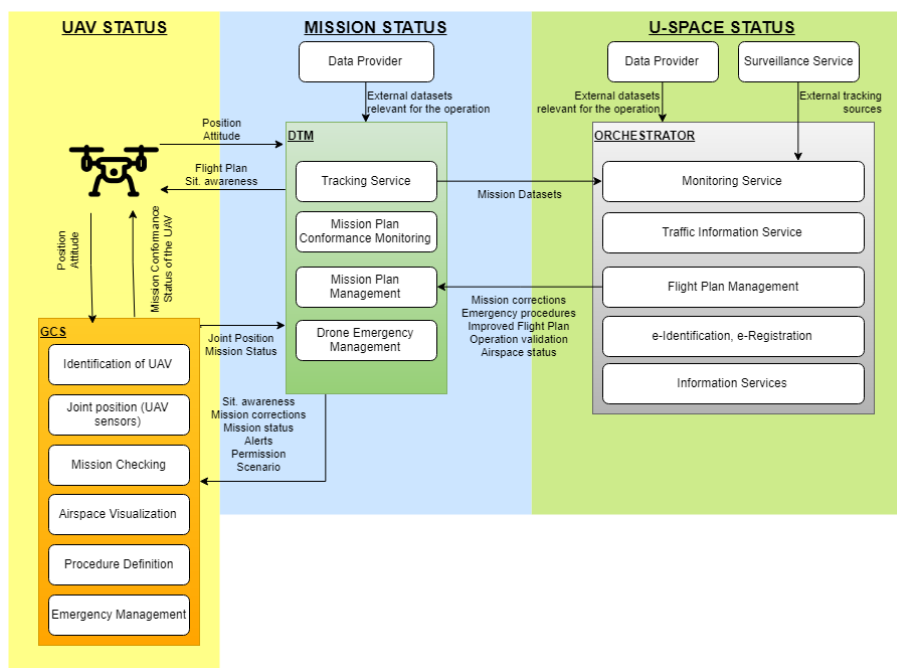 UAV STATUS
MISSION STATUS
U-SPACE STATUS
Data Provider
Data Provider
Surveillance Service
External datasets
relevant for the operation
External datasets
relevant for the operation
External tracking
sources
Position
Attitude
Flight Plan
Sit. awareness
Position
Attitude
Mission Conformance
Status of the UAV
DTM
Tracking Service
Mission Plan
Conformance Monitoring
Mission Plan
Management
Drone Emergency
Management
Mission Datasets
Mission corrections
Emergency procedures
Improved Flight Plan
Operation validation
Airspace status
ORCHESTRATOR
Monitoring Service
Traffic Information Service
Flight Plan Management
e-Identification, e-Registration
Information Services
GCS
Identification of UAV
Joint position (UAV
sensors)
Mission Checking
Airspace Visualization
Procedure Definition
Emergency Management
Joint Position
Mission Status
Sit. awareness
Mission corrections
Mission status
Alerts
Permission
Scenario